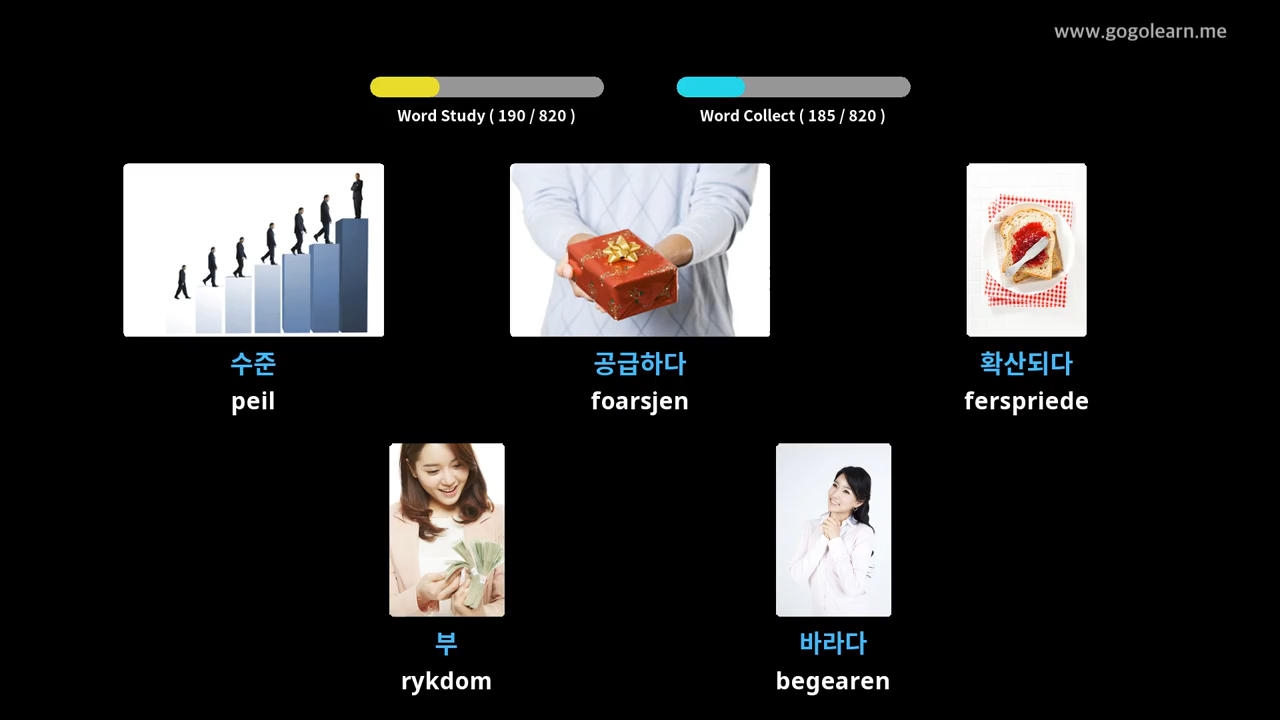 www.gogolearn.me
Word Study ( 190 / 820 )
Word Collect ( 185 / 820 )
수준
peil
공급하다
foarsjen
확산되다
ferspriede
부
rykdom
바라다
begearen